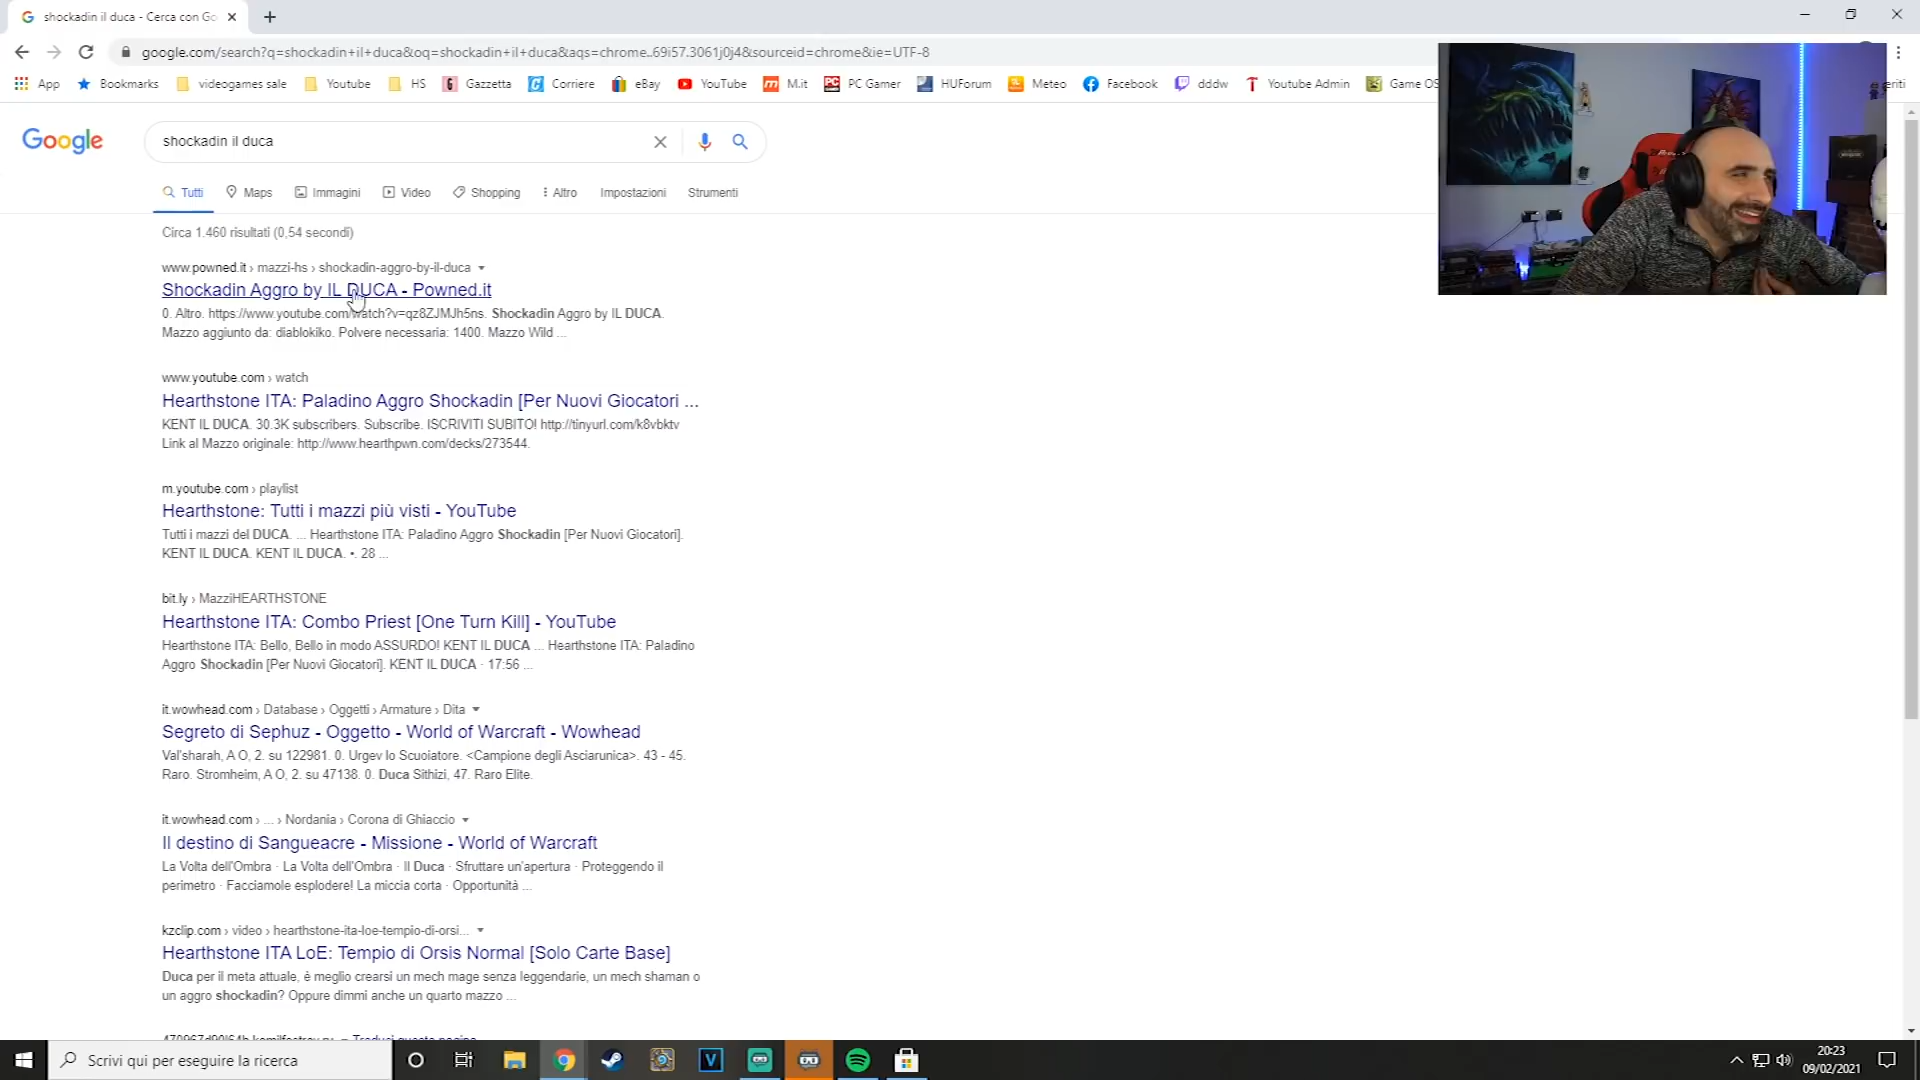 shockadin il duca - Cerca con Go
google.com/search?q=shockadin+il+duca&oq=shockadin+il+duca&aqs=chrome..69i57.3061j0j4&sourceid=chrome&ie=UTF-8
App Bookmarks videogames sale Youtube HS Gazzetta Corriere eBay YouTube M.it PC Gamer HUForum Meteo Facebook dddw Youtube Admin Game OS
Google shockadin il duca
Tutti Maps Immagini Video Shopping Altro Impostazioni Strumenti
Circa 1.460 risultati (0,54 secondi)
www.powned.it › mazzi-hs › shockadin-aggro-by-il-duca
Shockadin Aggro by IL DUCA - Powned.it
0. Altro. https://www.youtube.com/watch?v=qz8ZJMJh5ns. Shockadin Aggro by IL DUCA.
Mazzo aggiunto da: diablokiko. Polvere necessaria: 1400. Mazzo Wild ...
www.youtube.com › watch
Hearthstone ITA: Paladino Aggro Shockadin [Per Nuovi Giocatori ...
KENT IL DUCA. 30.3K subscribers. Subscribe. ISCRIVITI SUBITO! http://tinyurl.com/k8vbktv
Link al Mazzo originale: http://www.hearthpwn.com/decks/273544.
m.youtube.com › playlist
Hearthstone: Tutti i mazzi più visti - YouTube
Tutti i mazzi del DUCA. ... Hearthstone ITA: Paladino Aggro Shockadin [Per Nuovi Giocatori].
KENT IL DUCA. KENT IL DUCA. •. 28 ...
bit.ly › MazziHEARTHSTONE
Hearthstone ITA: Combo Priest [One Turn Kill] - YouTube
Hearthstone ITA: Bello, Bello in modo ASSURDO! KENT IL DUCA ... Hearthstone ITA: Paladino
Aggro Shockadin [Per Nuovi Giocatori]. KENT IL DUCA · 17:56 ...
it.wowhead.com › Database › Oggetti › Armature › Dita
Segreto di Sephuz - Oggetto - World of Warcraft - Wowhead
Val'sharah, A O, 2. su 122981. 0. Urgev lo Scuoiatore. <Campione degli Asciarunica>. 43 - 45.
Raro. Stromheim, A O, 2. su 47138. 0. Duca Sithizi, 47. Raro Elite.
it.wowhead.com › ... › Nordania › Corona di Ghiaccio
Il destino di Sangueacre - Missione - World of Warcraft
La Volta dell'Ombra · La Volta dell'Ombra · Il Duca · Sfruttare un'apertura · Proteggendo il
perimetro · Facciamole esplodere! La miccia corta · Opportunità ...
kzclip.com › video › hearthstone-ita-loe-tempio-di-orsi...
Hearthstone ITA LoE: Tempio di Orsis Normal [Solo Carte Base]
Duca per il meta attuale, è meglio crearsi un mech mage senza leggendarie, un mech shaman o
un aggro shockadin? Oppure dimmi anche un quarto mazzo ...
Scrivi qui per eseguire la ricerca
20:23
09/02/2021